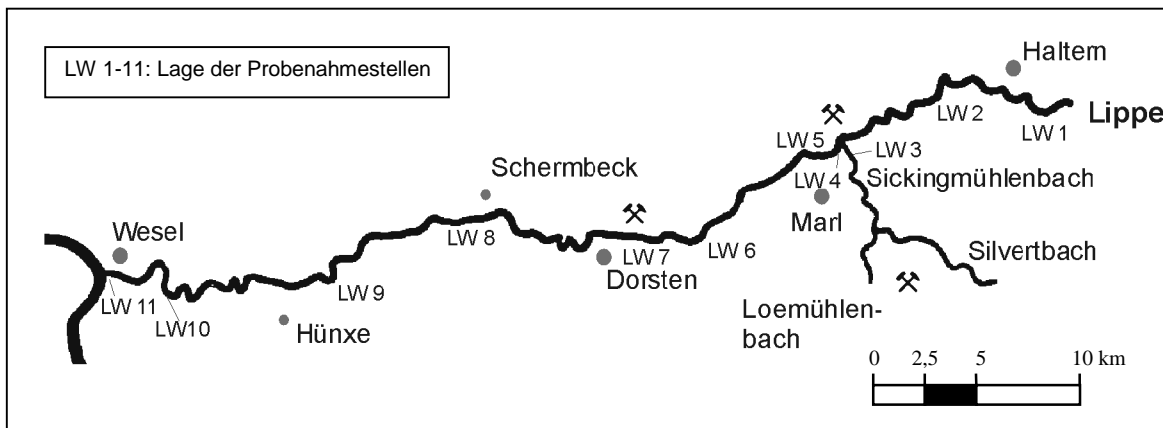 LW 1-11: Lage der Probenahmestellen
Haltern
Lippe
LW 1
LW 2
LW 5
LW 3
LW 4
Sickingmühlenbach
Marl
Silvertbach
Loemühlen-
bach
Schermbeck
LW 8
LW 6
LW 7
Dorsten
Wesel
LW 9
LW 11
LW10
Hünxe
0 2,5 5 10 km